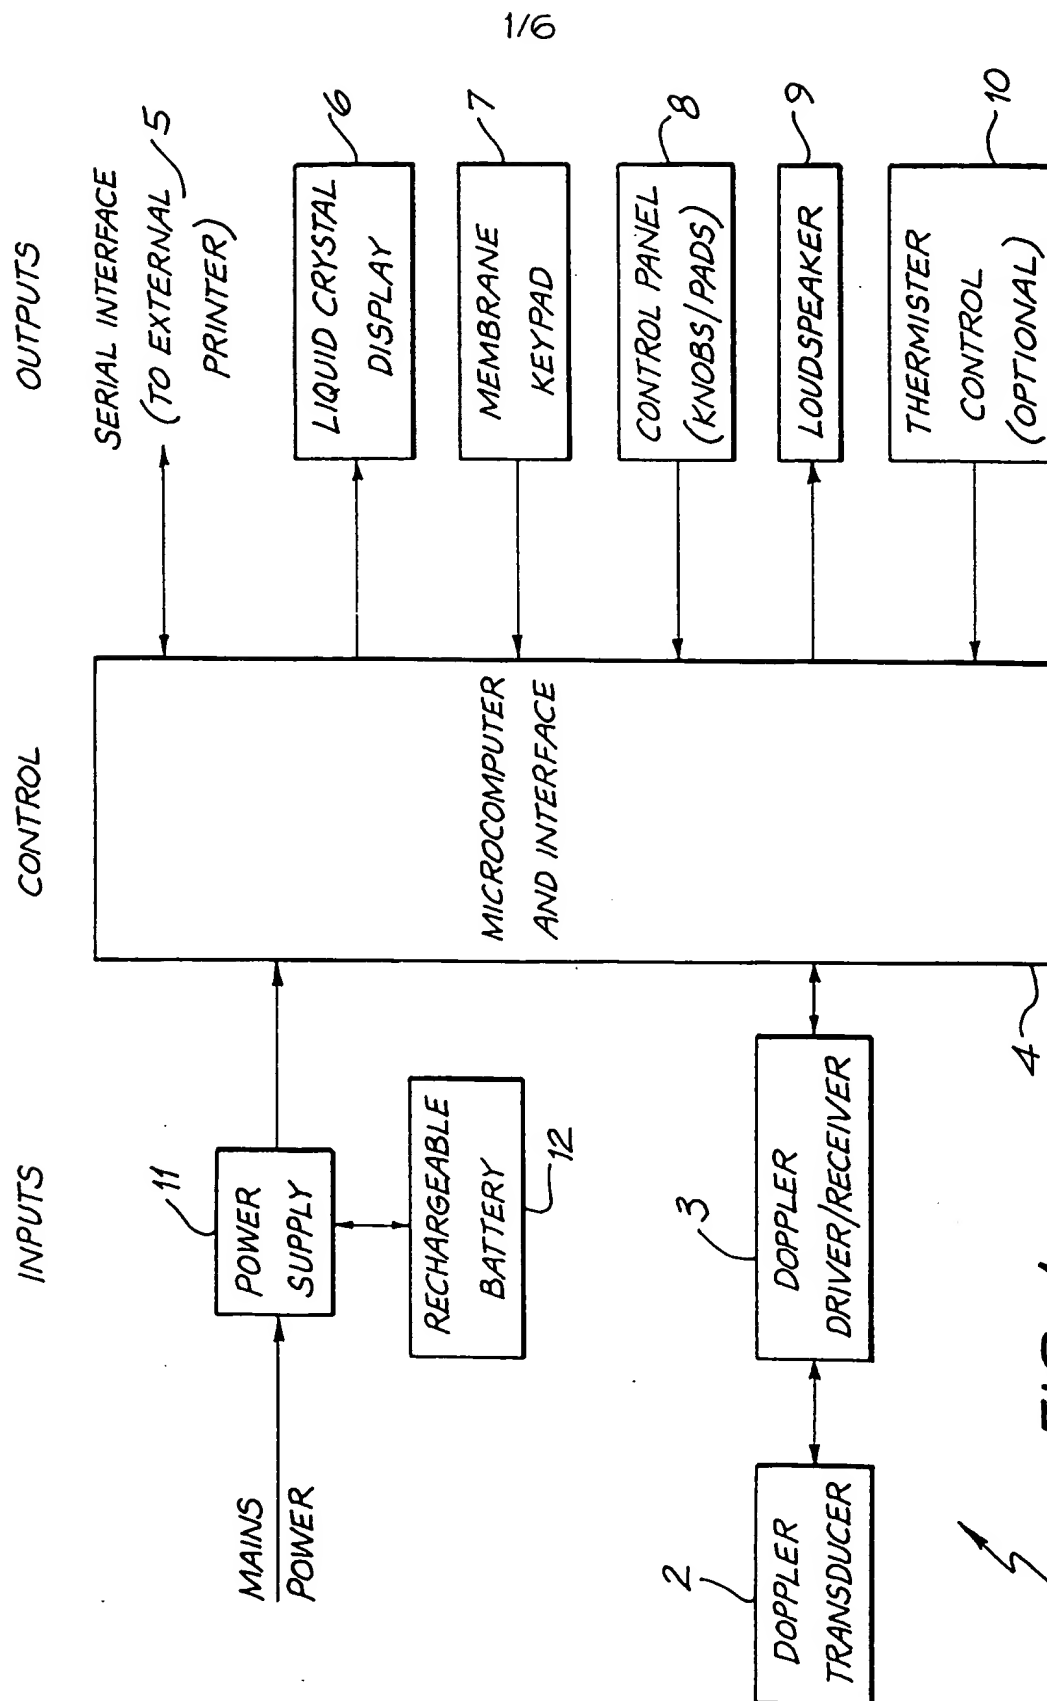 1/6
INPUTS
CONTROL
OUTPUTS
MAINS
POWER
11
POWER
SUPPLY
RECHARGEABLE
BATTERY
12
2
DOPPLER
TRANSDUCER
3
DOPPLER
DRIVER/RECEIVER
MICROCOMPUTER
AND INTERFACE
4
SERIAL INTERFACE
(TO EXTERNAL
PRINTER)
5
LIQUID CRYSTAL
DISPLAY
6
MEMBRANE
KEYPAD
7
CONTROL PANEL
(KNOBS/PADS)
8
LOUDSPEAKER
9
THERMISTER
CONTROL
(OPTIONAL)
10